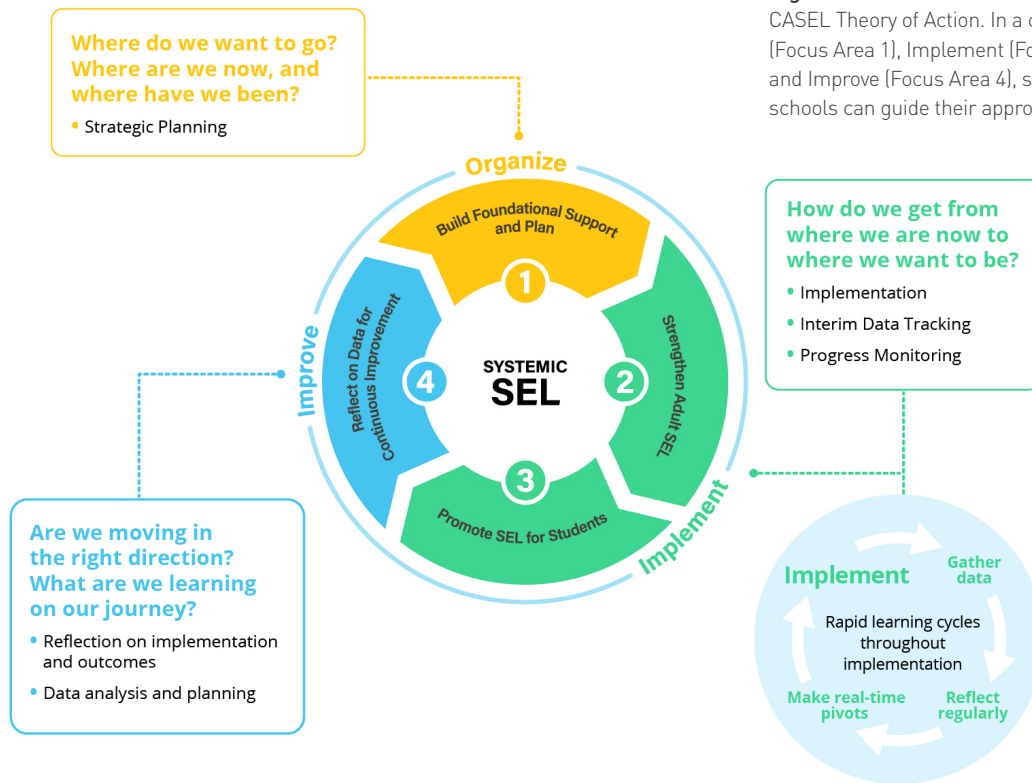 CASEL Theory of Action. In a
(Focus Area 1), Implement
and Improve (Focus Area 4),
schools can guide their
Where do we want to go?
Where are we now, and
where have we been?
• Strategic Planning
Organize
Build Foundational Support
and Plan
1
How do we get from
where we are now to
where we want to be?
• Implementation
• Interim Data Tracking
• Progress Monitoring
Strengthen Adult SEL
2
SYSTEMIC
SEL
Improve
Reflect on Data for
Continuous Improvement
4
3
Promote SEL for Students
Implement
Are we moving in
the right direction?
What are we learning
on our journey?
• Reflection on implementation
and outcomes
• Data analysis and planning
Implement
Gather
data
Rapid learning cycles
throughout
implementation
Make real-time
pivots
Reflect
regularly